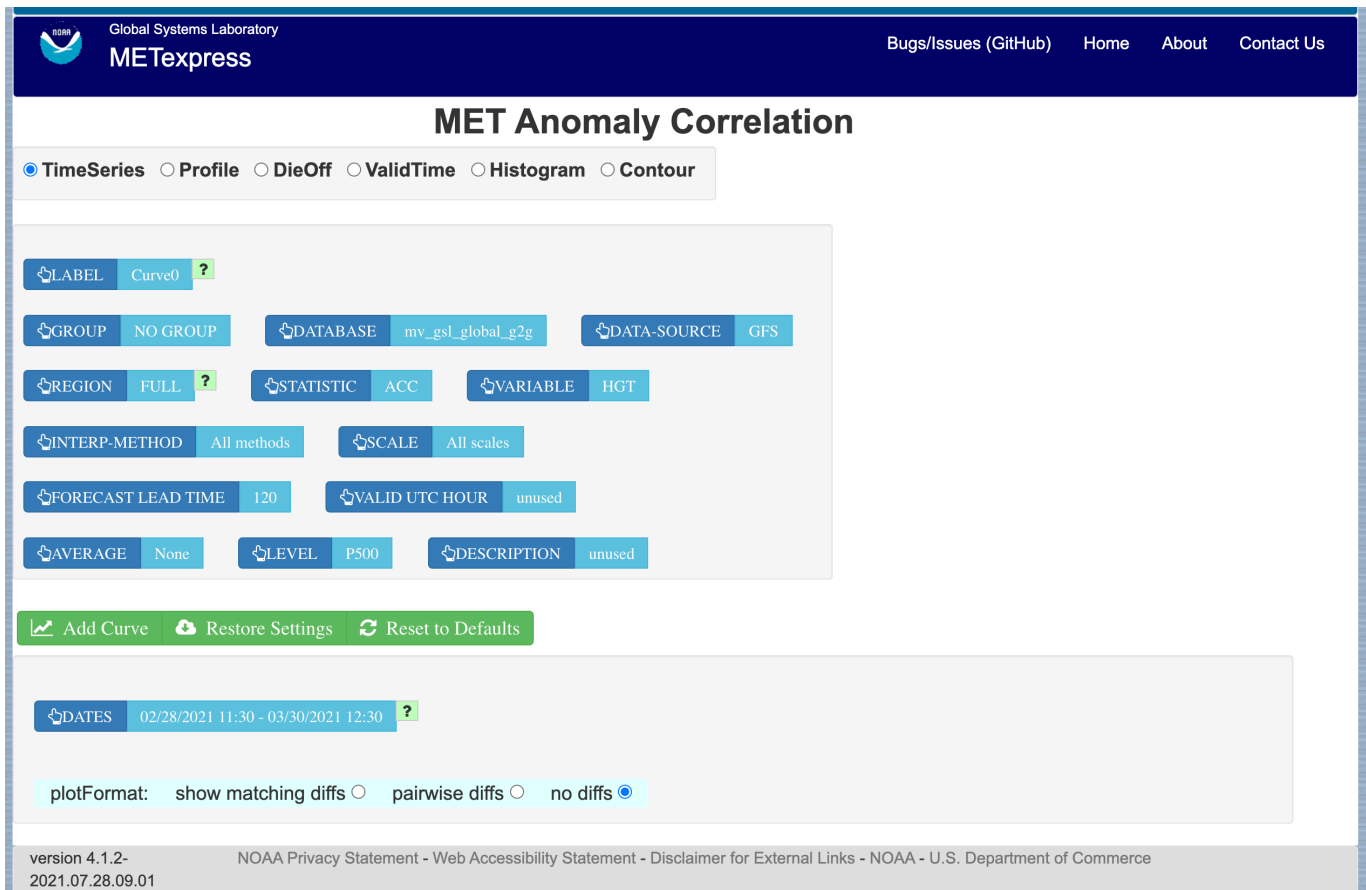 NOAA
Global Systems Laboratory
METexpress
Bugs/Issues (GitHub) Home About Contact Us
MET Anomaly Correlation
TimeSeries Profile DieOff ValidTime Histogram Contour
LABEL Curve0 ?
GROUP NO GROUP DATABASE mv_gsl_global_g2g DATA-SOURCE GFS
REGION FULL ? STATISTIC ACC VARIABLE HGT
INTERP-METHOD All methods SCALE All scales
FORECAST LEAD TIME 120 VALID UTC HOUR unused
AVERAGE None LEVEL P500 DESCRIPTION unused
Add Curve Restore Settings Reset to Defaults
DATES 02/28/2021 11:30 - 03/30/2021 12:30 ?
plotFormat: show matching diffs pairwise diffs no diffs
version 4.1.2- NOAA Privacy Statement - Web Accessibility Statement - Disclaimer for External Links - NOAA - U.S. Department of Commerce
2021.07.28.09.01